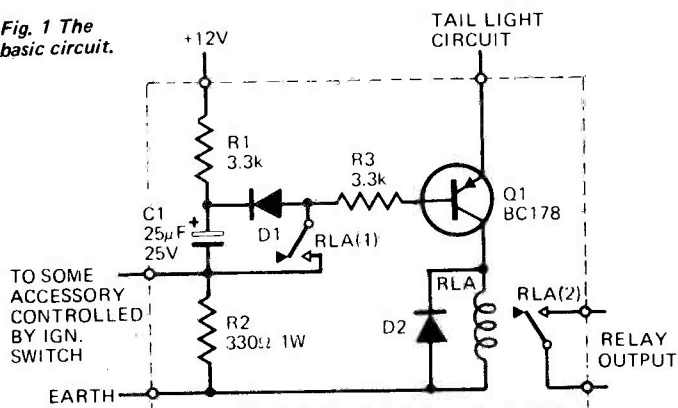 Fig. 1 The
basic circuit.
+12V
TAIL LIGHT
CIRCUIT
R1
3.3k
R3
3.3k
Q1
BC178
C1
+
25µF
25V
D1
RLA(1)
TO SOME
ACCESSORY
CONTROLLED
BY IGN.
SWITCH
R2
330Ω 1W
D2
RLA
RLA(2)
RELAY
OUTPUT
EARTH